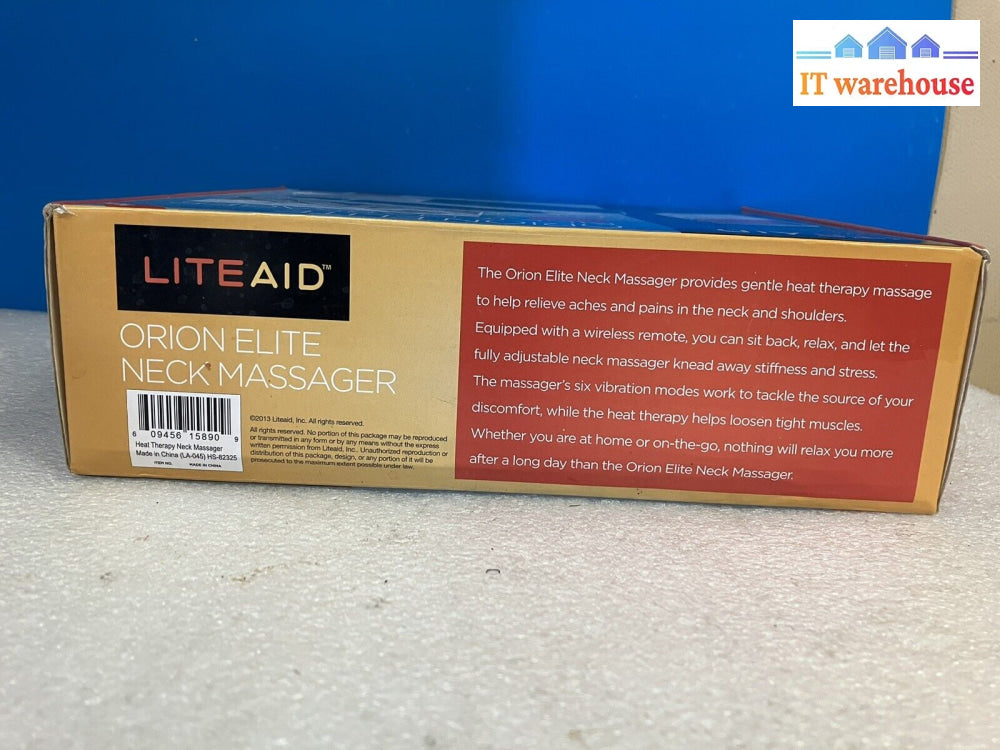 IT warehouse
LITEAID™
ORION ELITE
NECK MASSAGER
6 09456 15890 9
Heat Therapy Neck Massager
Made in China (LA-045) HS-82325
ITEM NO. MADE IN CHINA
©2013 Liteaid, Inc. All rights reserved.
All rights reserved. No portion of this package may be reproduced
or transmitted in any form or by any means without the express
written permission from Liteaid, Inc.. Unauthorized reproduction or
distribution of this package, design, or any portion of it will be
prosecuted to the maximum extent possible under law.
The Orion Elite Neck Massager provides gentle heat therapy massage
to help relieve aches and pains in the neck and shoulders.
Equipped with a wireless remote, you can sit back, relax, and let the
fully adjustable neck massager knead away stiffness and stress.
The massager's six vibration modes work to tackle the source of your
discomfort, while the heat therapy helps loosen tight muscles.
Whether you are at home or on-the-go, nothing will relax you more
after a long day than the Orion Elite Neck Massager.